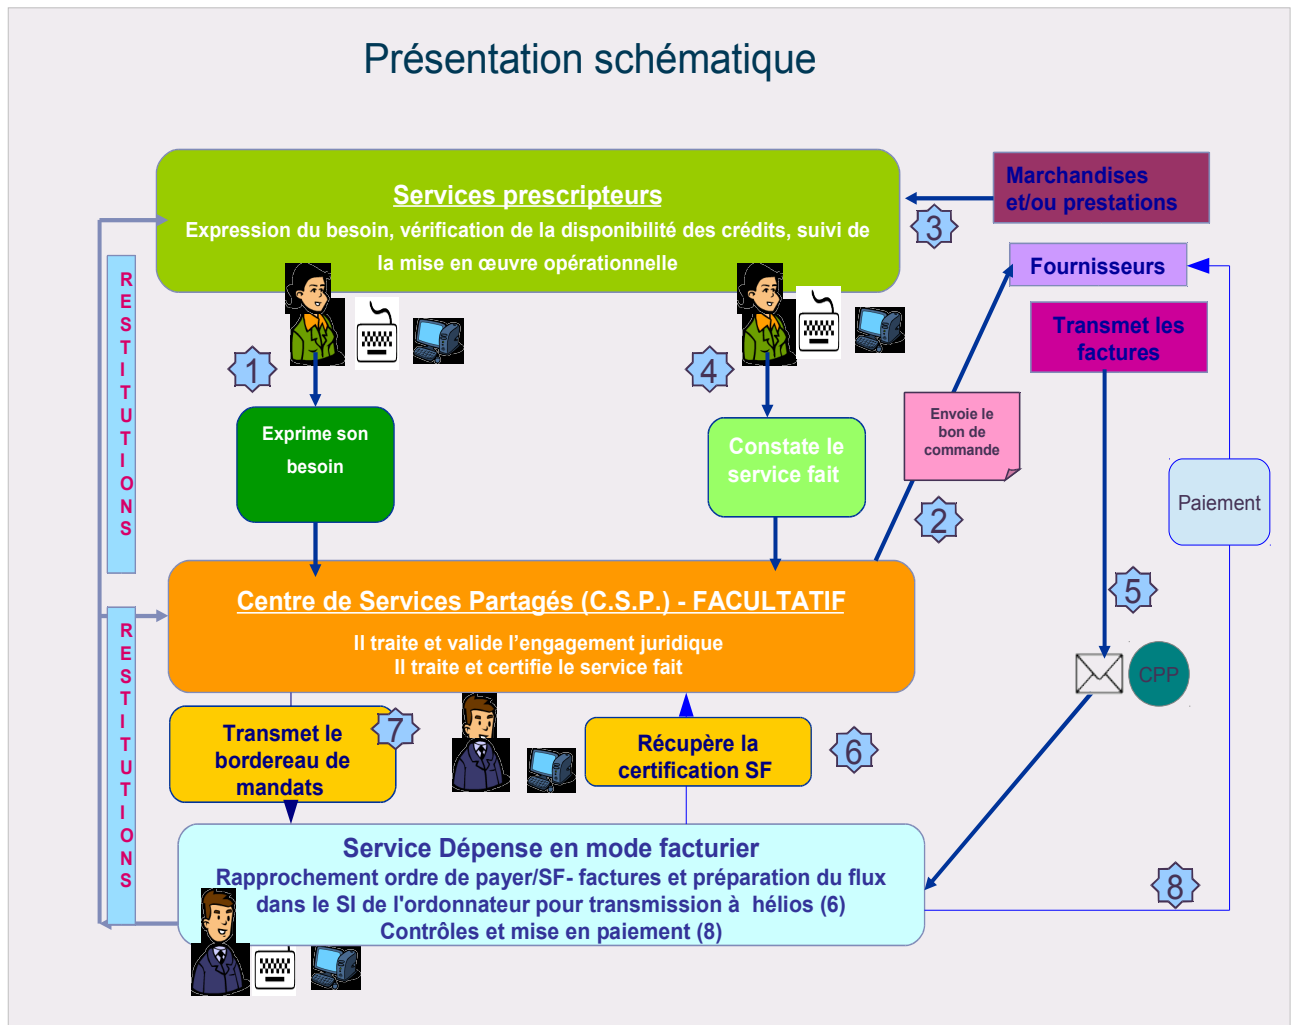 Présentation schématique
Services prescripteurs
Expression du besoin, vérification de la disponibilité des crédits, suivi de
la mise en œuvre opérationnelle
Marchandises
et/ou prestations
3
Fournisseurs
Transmet les
factures
RESTITUTIONS
1
4
Exprime son
besoin
Constate le
service fait
Envoie le
bon de
commande
2
Paiement
5
Centre de Services Partagés (C.S.P.) - FACULTATIF
Il traite et valide l’engagement juridique
Il traite et certifie le service fait
CPP
RESTITUTIONS
Transmet le
bordereau de
mandats
7
Récupère la
certification SF
6
Service Dépense en mode facturier
Rapprochement ordre de payer/SF- factures et préparation du flux
dans le SI de l'ordonnateur pour transmission à hélios (6)
Contrôles et mise en paiement (8)
8